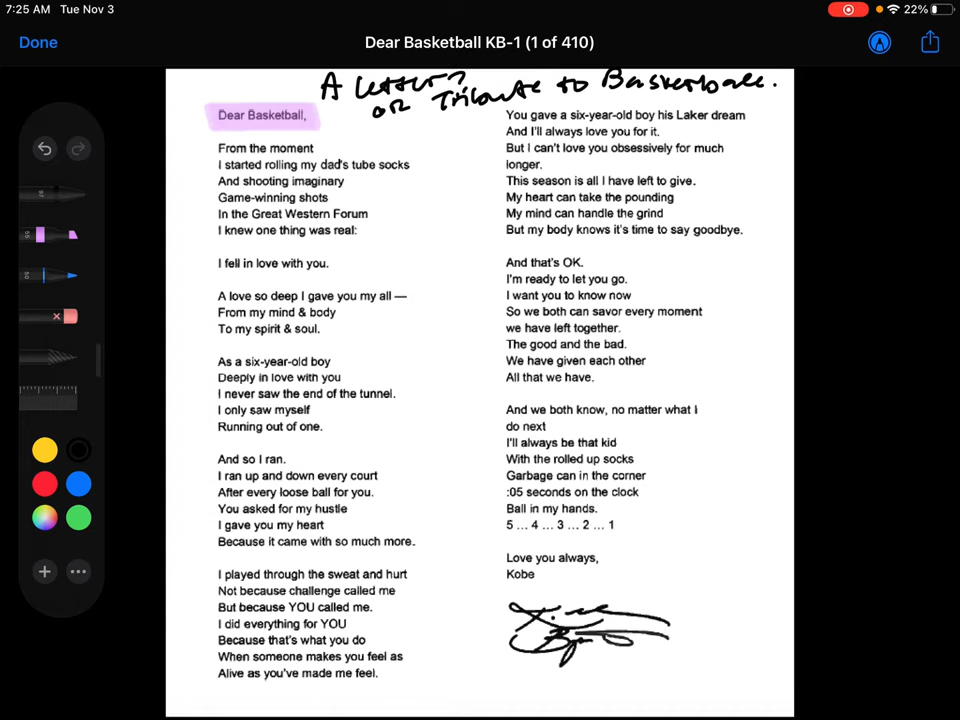 7:25 AM Tue Nov 3
22%
Done
Dear Basketball KB-1 (1 of 410)
A letter?
or Tribute to Basketball.
Dear Basketball,
From the moment
I started rolling my dad's tube socks
And shooting imaginary
Game-winning shots
In the Great Western Forum
I knew one thing was real:
I fell in love with you.
A love so deep I gave you my all —
From my mind & body
To my spirit & soul.
As a six-year-old boy
Deeply in love with you
I never saw the end of the tunnel.
I only saw myself
Running out of one.
And so I ran.
I ran up and down every court
After every loose ball for you.
You asked for my hustle
I gave you my heart
Because it came with so much more.
I played through the sweat and hurt
Not because challenge called me
But because YOU called me.
I did everything for YOU
Because that's what you do
When someone makes you feel as
Alive as you've made me feel.
You gave a six-year-old boy his Laker dream
And I'll always love you for it.
But I can't love you obsessively for much
longer.
This season is all I have left to give.
My heart can take the pounding
My mind can handle the grind
But my body knows it's time to say goodbye.
And that's OK.
I'm ready to let you go.
I want you to know now
So we both can savor every moment
we have left together.
The good and the bad.
We have given each other
All that we have.
And we both know, no matter what I
do next
I'll always be that kid
With the rolled up socks
Garbage can in the corner
:05 seconds on the clock
Ball in my hands.
5 ... 4 ... 3 ... 2 ... 1
Love you always,
Kobe